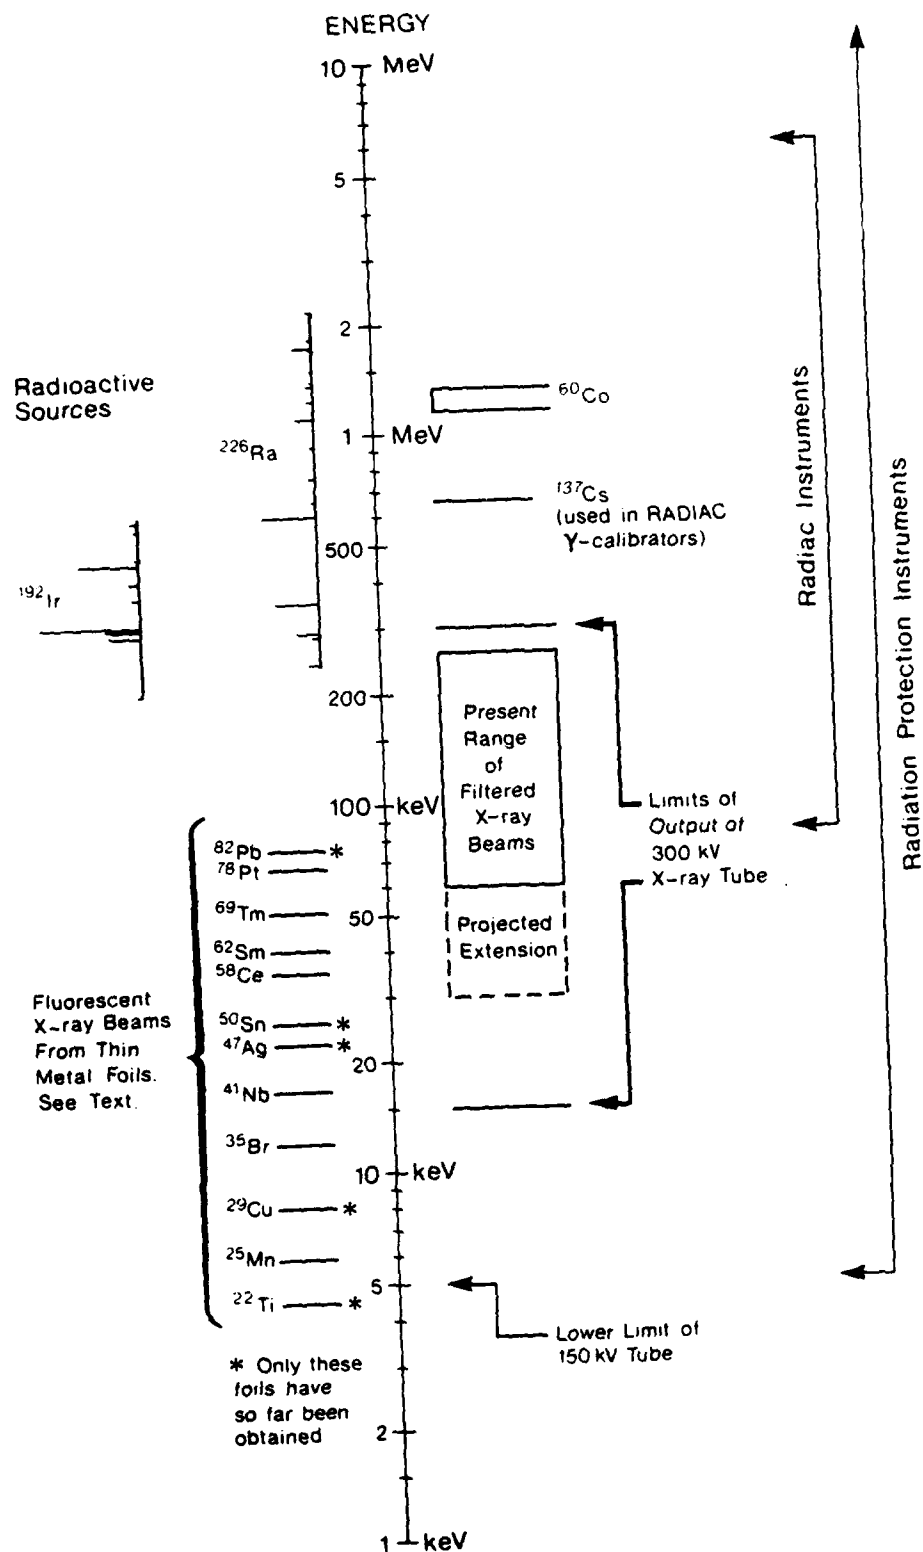 ENERGY
10 MeV
5
2
Radioactive
Sources
60Co
1 MeV
226Ra
137Cs
(used in RADIAC
γ-calibrators)
500
192Ir
200
Present
Range
of
Filtered
X-ray
Beams
100 keV
Limits of
Output of
300 kV
X-ray Tube
Radiac Instruments
Radiation Protection Instruments
82Pb *
78Pt
69Tm
50
Projected
Extension
62Sm
58Ce
Fluorescent
X-ray Beams
From Thin
Metal Foils.
See Text.
50Sn *
47Ag *
20
41Nb
35Br
10 keV
29Cu *
25Mn
5
22Ti *
Lower Limit of
150 kV Tube
* Only these
foils have
so far been
obtained
2
1 keV